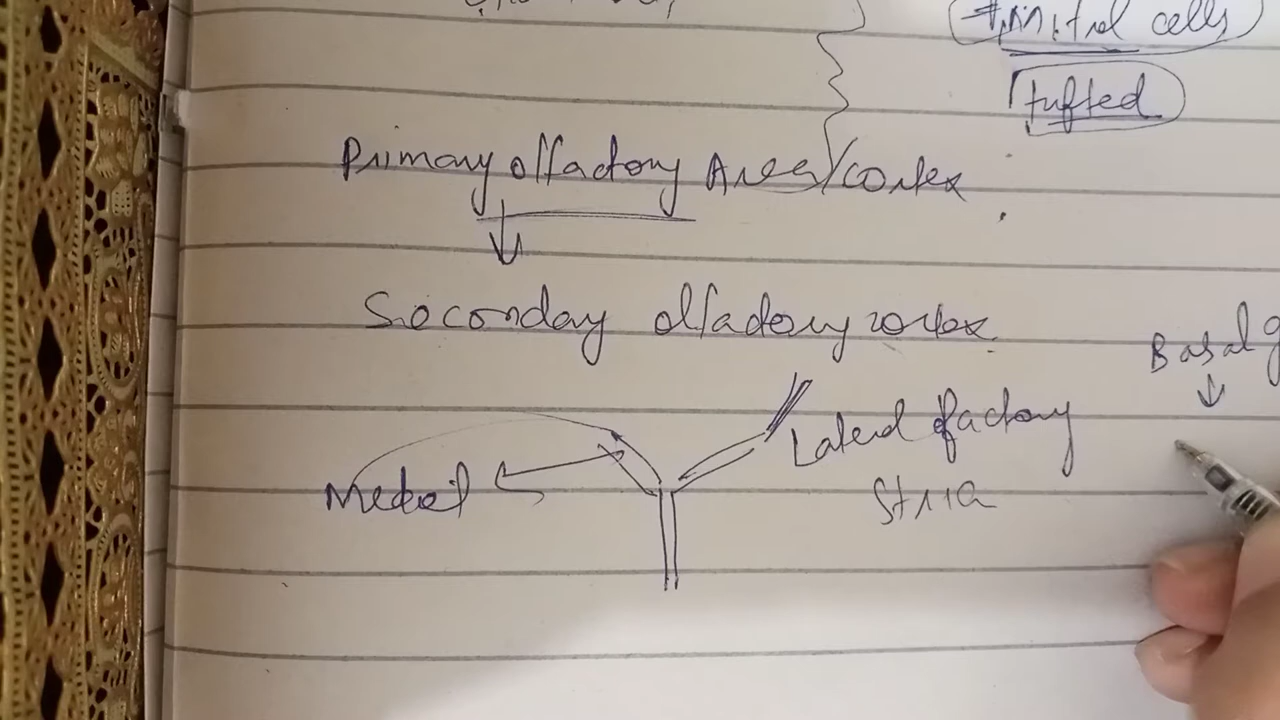 mitral cells
tufted
Primary olfactory Area/cortex
Secondary olfactory cortex
Basal g
Lateral olfactory
Stria
Medial